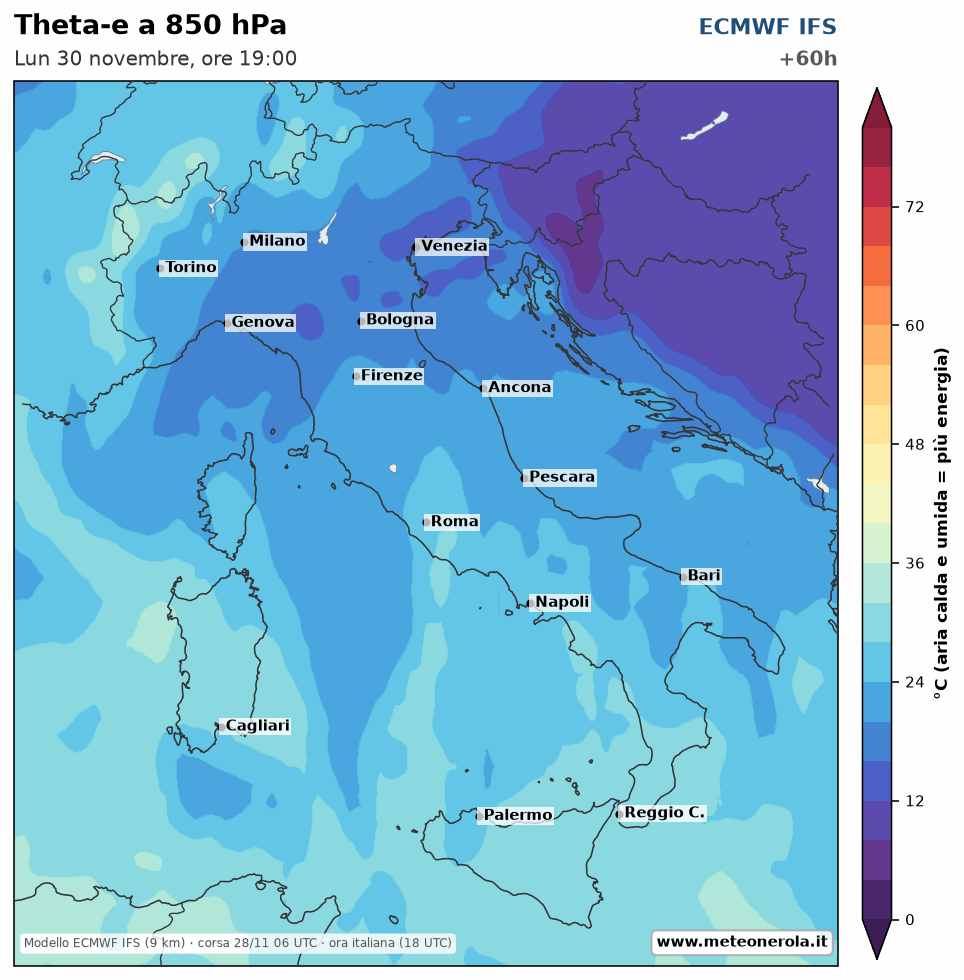 Theta-e a 850 hPa
ECMWF IFS
Lun 30 novembre, ore 19:00
+60h
Milano
Venezia
Torino
Genova
Bologna
Firenze
Ancona
Pescara
Roma
Bari
Napoli
Cagliari
Palermo
Reggio C.
72
60
48
36
24
12
0
°C (aria calda e umida = più energia)
Modello ECMWF IFS (9 km) · corsa 28/11 06 UTC · ora italiana (18 UTC)
www.meteonerola.it